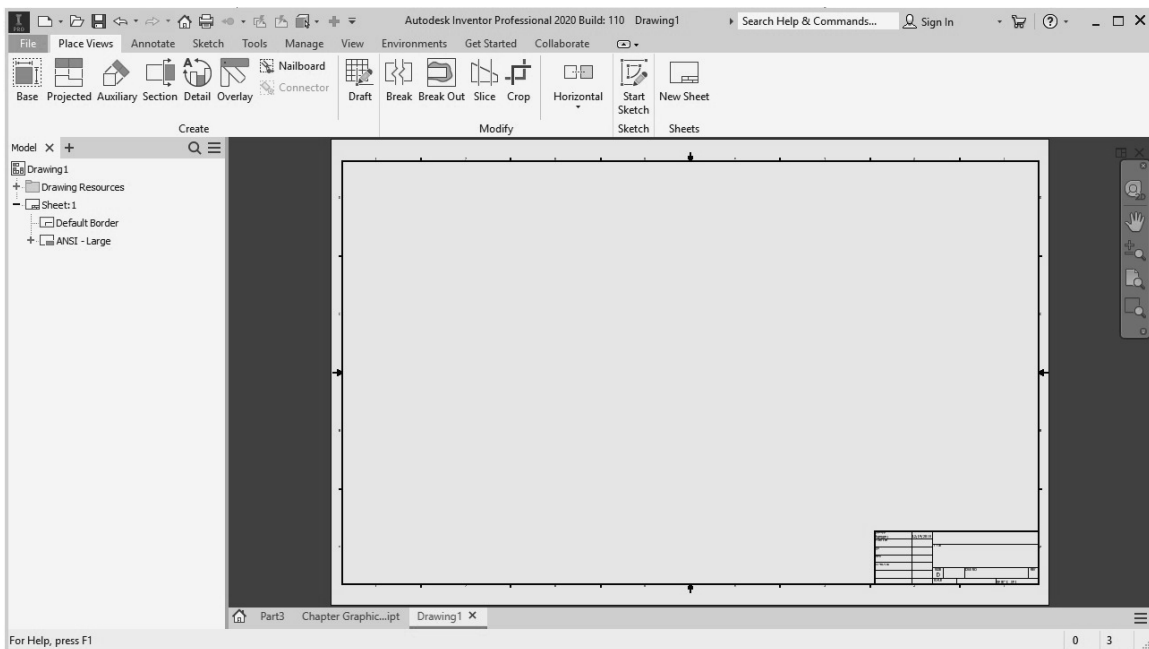 PRO
Autodesk Inventor Professional 2020 Build: 110 Drawing1
Search Help & Commands...
Sign In
File Place Views Annotate Sketch Tools Manage View Environments Get Started Collaborate
Base Projected Auxiliary Section Detail Overlay
Nailboard
Connector
Draft Break Break Out Slice Crop Horizontal
Start Sketch
New Sheet
Create Modify Sketch Sheets
Model
Drawing1
Drawing Resources
Sheet:1
Default Border
ANSI - Large
2D
Part3 Chapter Graphic...ipt Drawing1
For Help, press F1
0 3